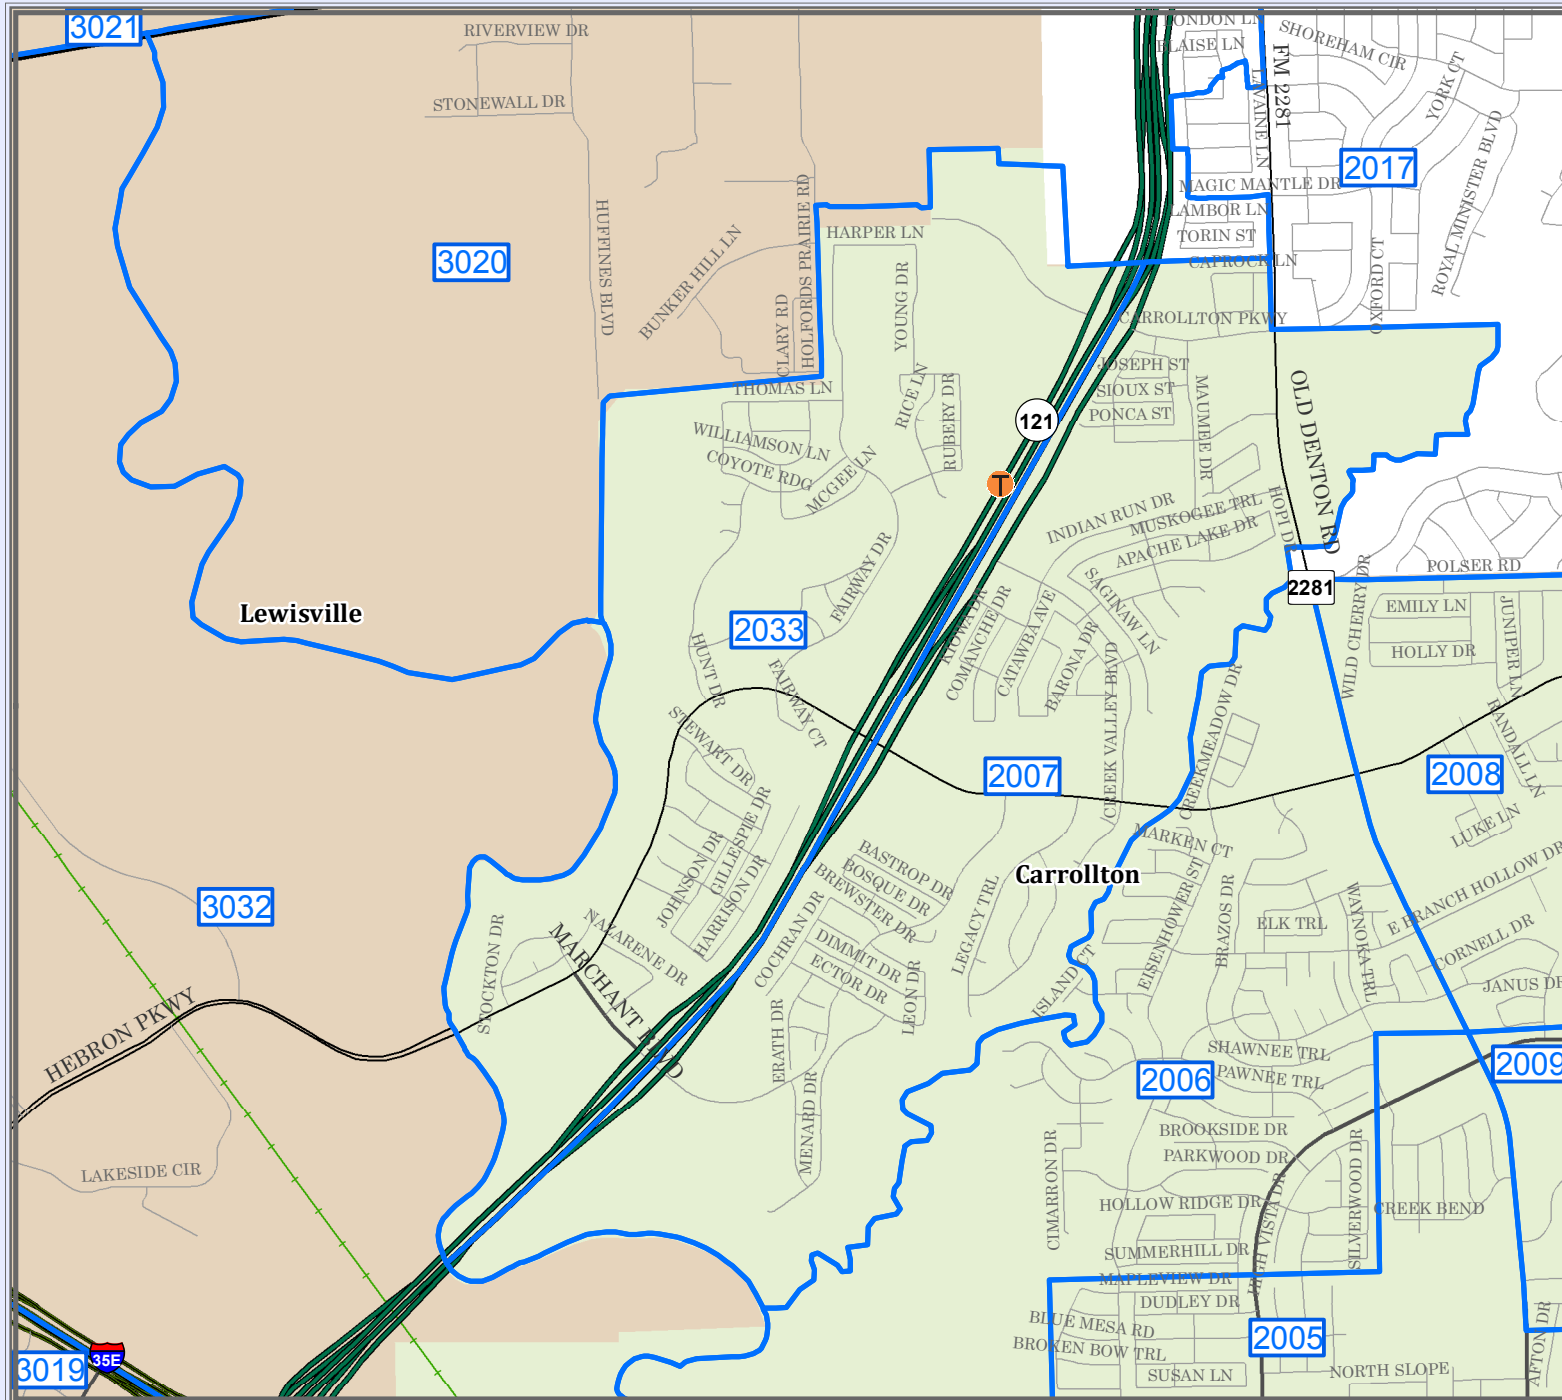 3021
RIVERVIEW DR
LONDON LN
BLAISE LN
SHOREHAM CIR
FM 2281
LAVAINE LN
YORK CT
STONEWALL DR
2017
ROYAL MINISTER BLVD
MAGIC MANTLE DR
LAMBOR LN
TORIN ST
CAPROCK LN
OXFORD CT
HUFFINES BLVD
3020
BUNKER HILL LN
HOLFORDS PRAIRIE RD
CLARY RD
HARPER LN
YOUNG DR
CARROLLTON PKWY
THOMAS LN
RICE LN
RUBERY DR
121
JOSEPH ST
SIOUX ST
PONCA ST
MAUMEE DR
OLD DENTON RD
WILLIAMSON LN
COYOTE RDG
MCGEE LN
T
INDIAN RUN DR
MUSKOGEE TRL
APACHE LAKE DR
HOPI DR
FAIRWAY DR
SAGINAW LN
2281
WILD CHERRY DR
POLSER RD
EMILY LN
JUNIPER LN
HOLLY DR
Lewisville
2033
KIOWA DR
COMANCHE DR
CATAWBA AVE
BARONA DR
CREEK VALLEY BLVD
CREEKMEADOW DR
HUNT DR
FAIRWAY CT
STEWART DR
RANDALL LN
2007
2008
LUKE LN
MARKEN CT
JOHNSON DR
GILLESPIE DR
HARRISON DR
BASTROP DR
BOSQUE DR
BREWSTER DR
Carrollton
EISENHOWER ST
BRAZOS DR
ELK TRL
WAYNOKA TRL
E BRANCH HOLLOW DR
CORNELL DR
JANUS DR
3032
STOCKTON DR
MARCHANT BLVD
NAZARENE DR
COCHRAN DR
DIMMIT DR
ECTOR DR
LEON DR
LEGACY TRL
ISLAND CT
HEBRON PKWY
ERATH DR
MENARD DR
SHAWNEE TRL
2006
PAWNEE TRL
2009
LAKESIDE CIR
CIMARRON DR
BROOKSIDE DR
PARKWOOD DR
HOLLOW RIDGE DR
HIGH VISTA DR
SILVERWOOD DR
CREEK BEND
SUMMERHILL DR
MAPLEVIEW DR
DUDLEY DR
BLUE MESA RD
BROKEN BOW TRL
2005
SUSAN LN
NORTH SLOPE
AFTON DR
3019
35E